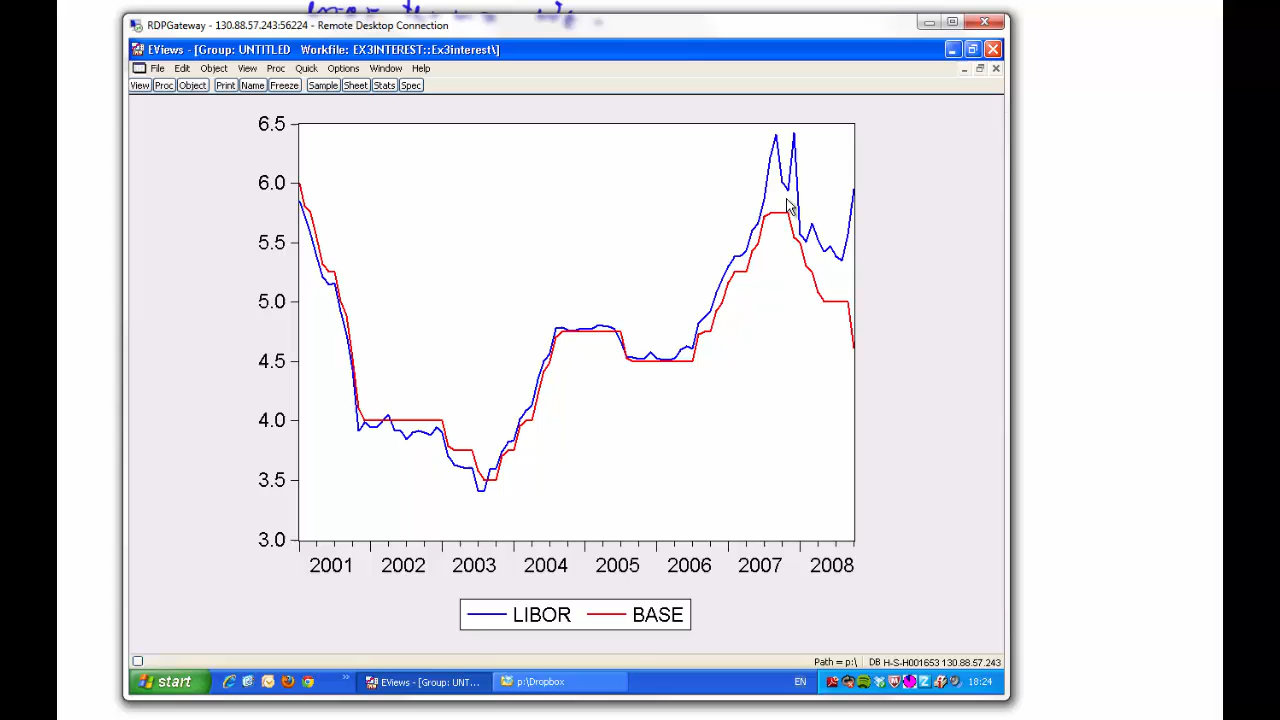 RDPGateway - 130.88.57.243:56224 - Remote Desktop Connection
EViews - [Group: UNTITLED Workfile: EX3INTEREST::Ex3interest\]
File Edit Object View Proc Quick Options Window Help
View Proc Object Print Name Freeze Sample Sheet Stats Spec
6.5
6.0
5.5
5.0
4.5
4.0
3.5
3.0
2001 2002 2003 2004 2005 2006 2007 2008
LIBOR BASE
Path = p:\ DB H-S-H001653 130.88.57.243
start EViews - [Group: UNT... p:\Dropbox EN 18:24